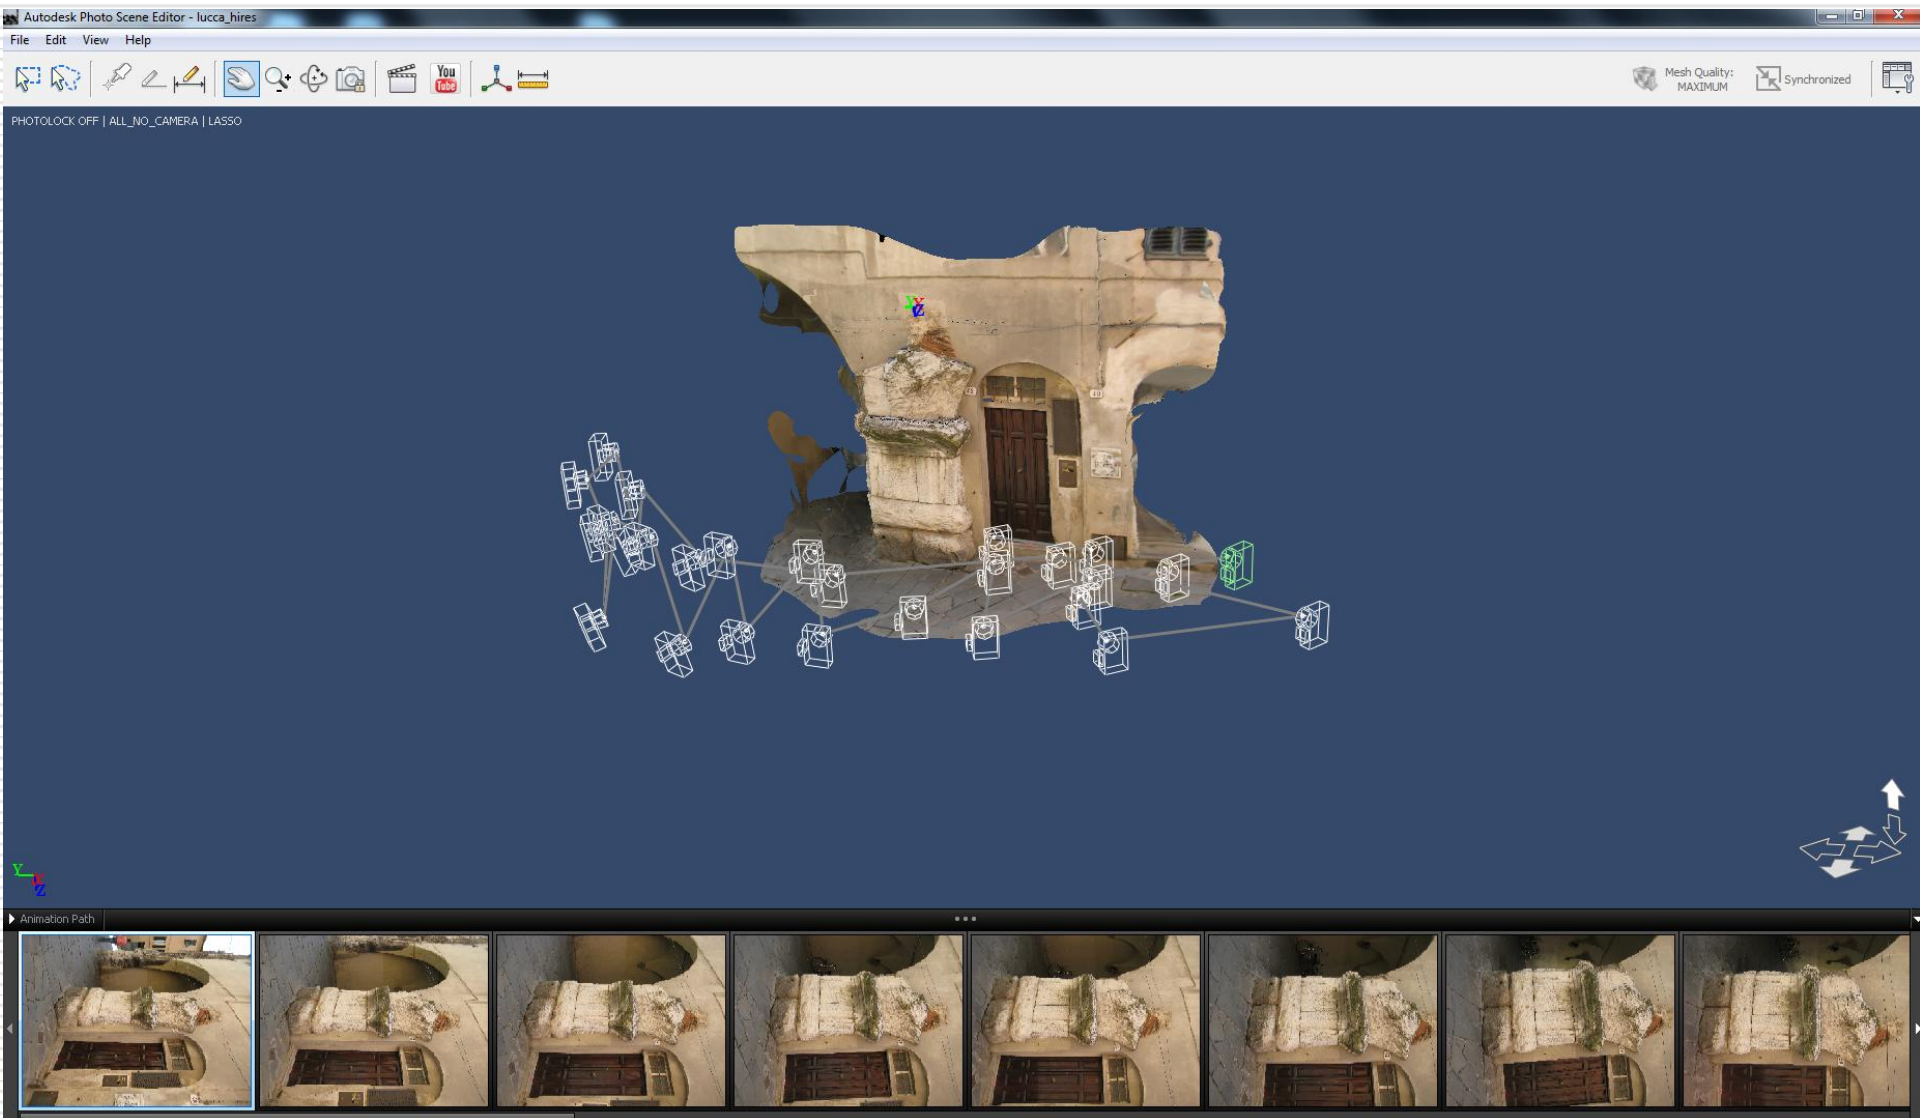 Autodesk Photo Scene Editor - lucca_hires
File Edit View Help
You
Tube
Mesh Quality:
MAXIMUM
Synchronized
PHOTOLOCK OFF | ALL_NO_CAMERA | LASSO
Y
Z
Y
Z
Animation Path